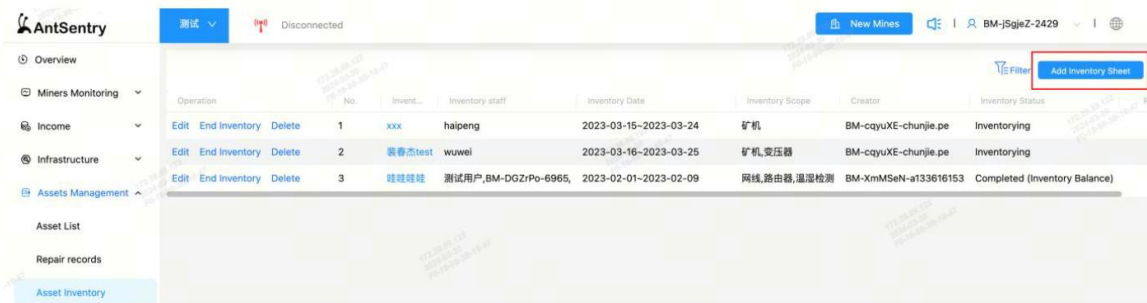 AntSentry
测试
Disconnected
New Mines
BM-jSgjeZ-2429
Overview
Miners Monitoring
Income
Infrastructure
Assets Management
Asset List
Repair records
Asset Inventory
Filter
Add Inventory Sheet
Operation No. Invent... Inventory staff Inventory Date Inventory Scope Creator Inventory Status
Edit End Inventory Delete 1 xxx haipeng 2023-03-15~2023-03-24 矿机 BM-cqyuXE-chunjie.pe Inventorying
Edit End Inventory Delete 2 裴春杰test wuwei 2023-03-16~2023-03-25 矿机,变压器 BM-cqyuXE-chunjie.pe Inventorying
Edit End Inventory Delete 3 哇哇哇哇 测试用户,BM-DGZrPo-6965, 2023-02-01~2023-02-09 网线,路由器,温湿检测 BM-XmMSeN-a133616153 Completed (Inventory Balance)